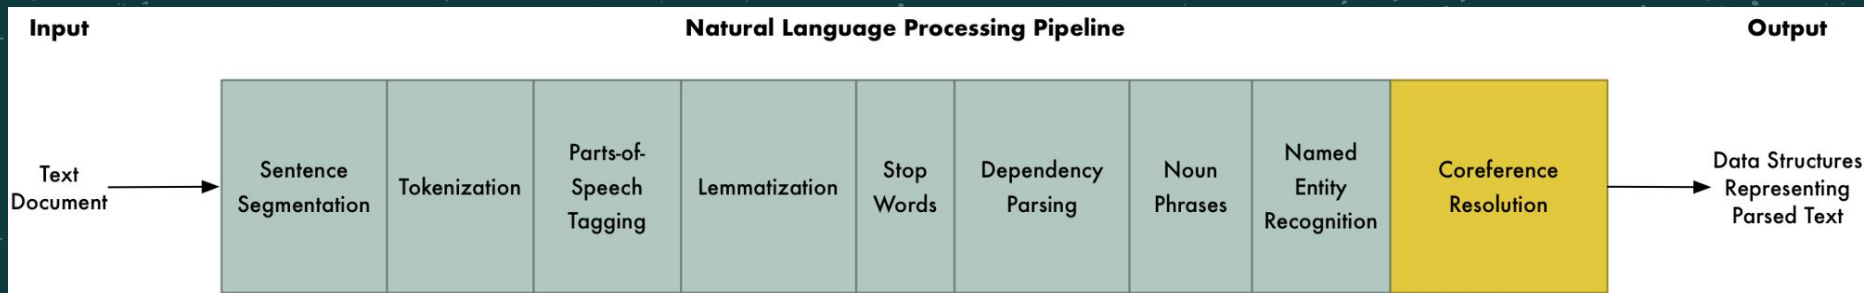 Input
Natural Language Processing Pipeline
Output
Text
Document
Sentence
Segmentation
Tokenization
Parts-of-
Speech
Tagging
Lemmatization
Stop
Words
Dependency
Parsing
Noun
Phrases
Named
Entity
Recognition
Coreference
Resolution
Data Structures
Representing
Parsed Text